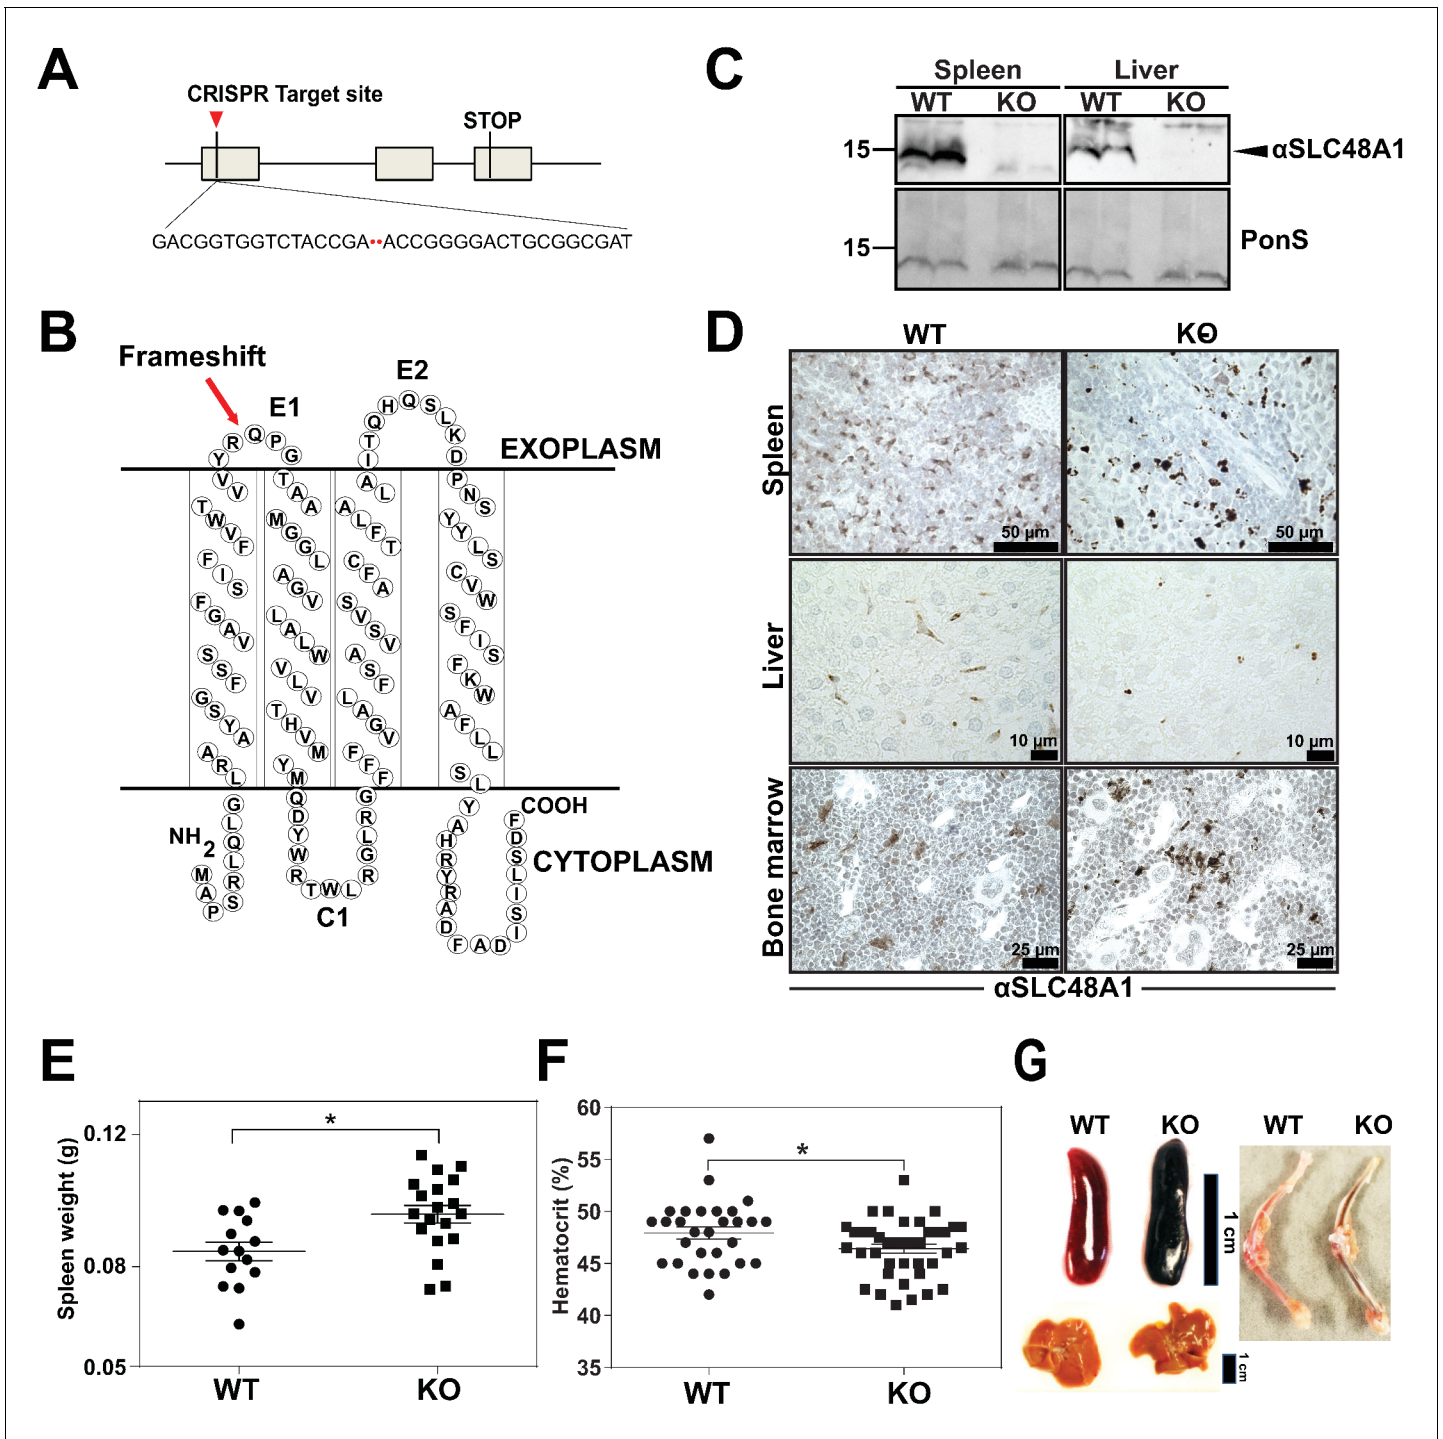 A
CRISPR Target site
STOP
GACGGTGGTCTACCGA••ACCGGGGACTGCGGCGAT
B
Frameshift
E1
E2
EXOPLASM
NH2
COOH
CYTOPLASM
C1
C
Spleen Liver
WT KO WT KO
15 αSLC48A1
15 PonS
D
WT KO
Spleen
50 µm 50 µm
Liver
10 µm 10 µm
Bone marrow
25 µm 25 µm
αSLC48A1
E
Spleen weight (g)
0.12
0.08
0.05
*
WT KO
F
Hematocrit (%)
60
55
50
45
40
35
*
WT KO
G
WT KO WT KO
1 cm
1 cm